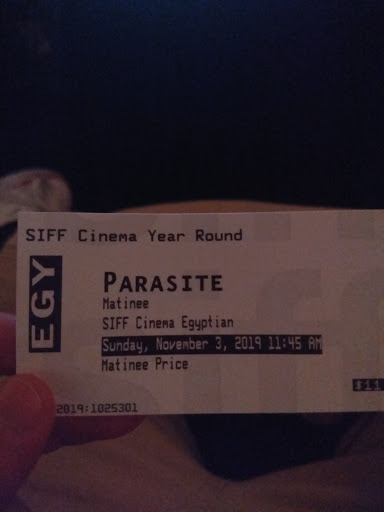 SIFF Cinema Year Round
EGY
PARASITE
Matinee
SIFF Cinema Egyptian
Sunday, November 3, 2019 11:45 AM
Matinee Price
$11
2019:1025301